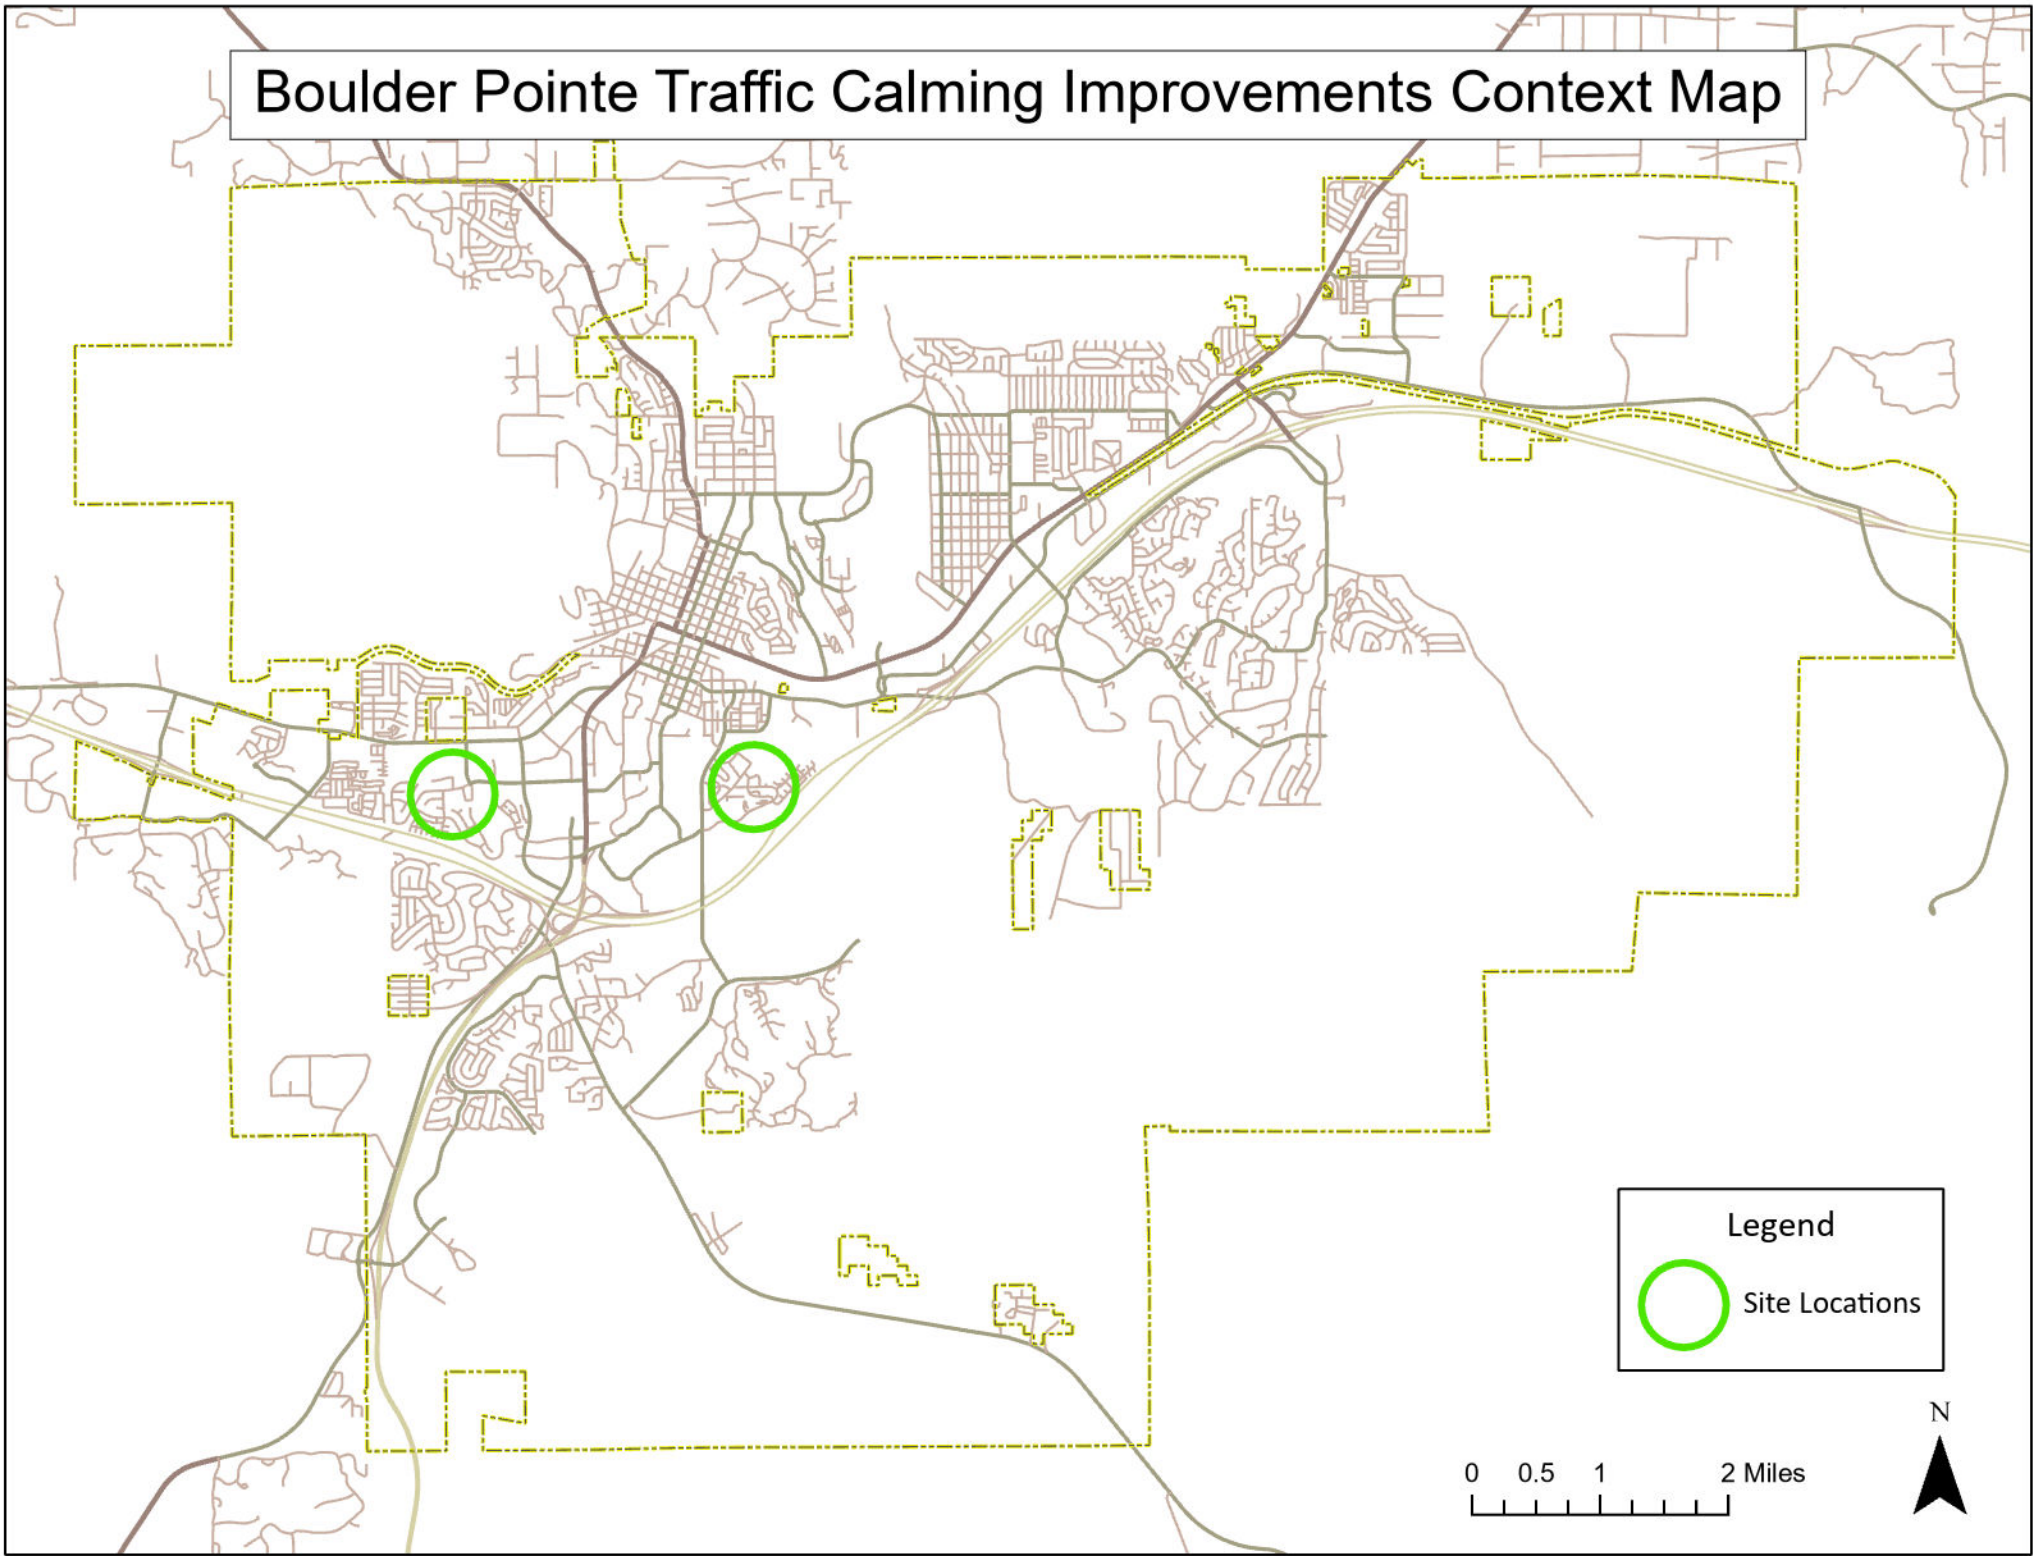 Boulder Pointe Traffic Calming Improvements Context Map
Legend
Site Locations
N
0 0.5 1 2 Miles